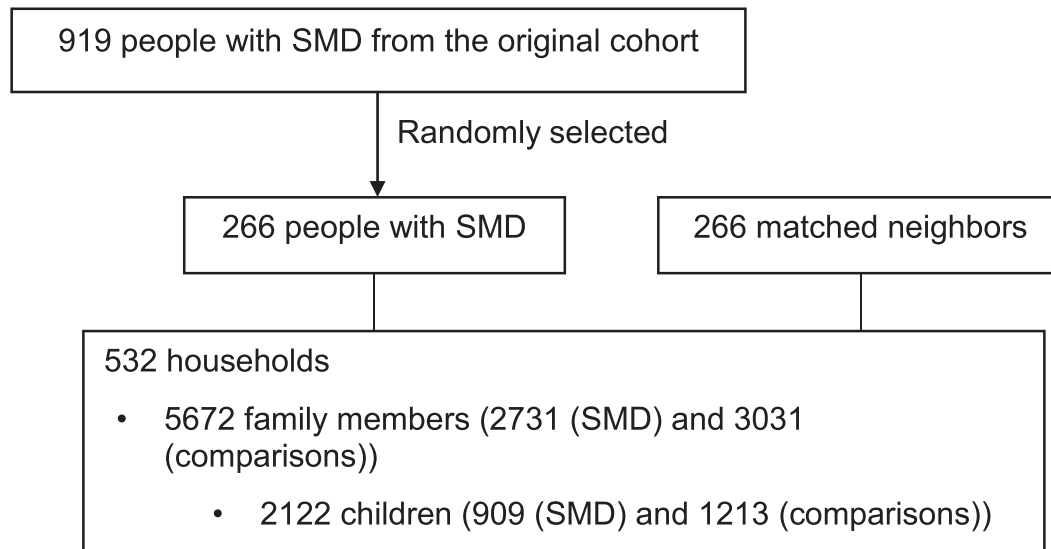 919 people with SMD from the original cohort
Randomly selected
266 people with SMD
266 matched neighbors
532 households
• 5672 family members (2731 (SMD) and 3031
(comparisons))
• 2122 children (909 (SMD) and 1213 (comparisons))